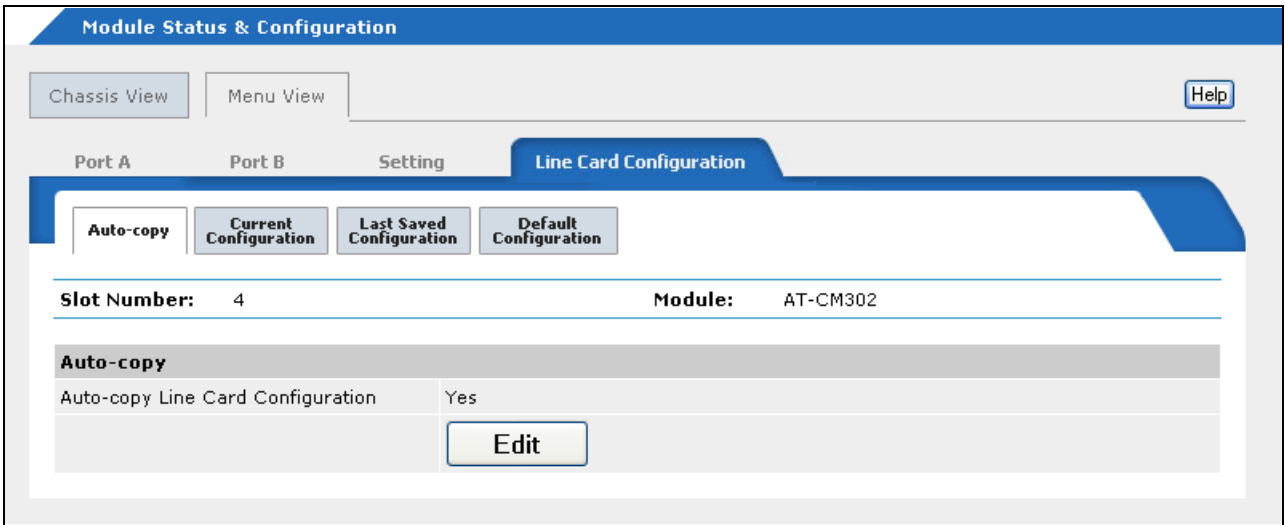 Module Status & Configuration
Chassis View
Menu View
Help
Port A
Port B
Setting
Line Card Configuration
Auto-copy
Current
Configuration
Last Saved
Configuration
Default
Configuration
Slot Number: 4 Module: AT-CM302
Auto-copy
Auto-copy Line Card Configuration Yes
Edit